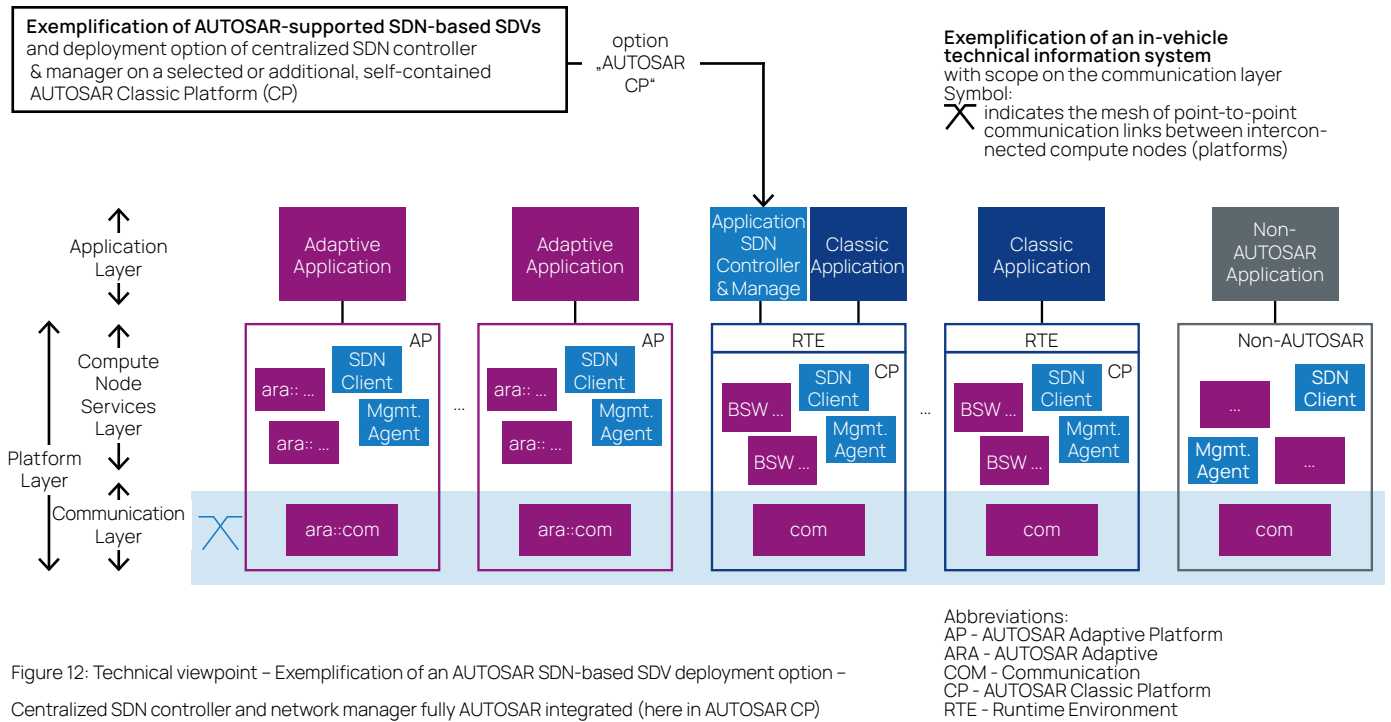 Exemplification of AUTOSAR-supported SDN-based SDVs
and deployment option of centralized SDN controller
& manager on a selected or additional, self-contained
AUTOSAR Classic Platform (CP)
option
„AUTOSAR
CP“
Exemplification of an in-vehicle
technical information system
with scope on the communication layer
Symbol:
indicates the mesh of point-to-point
communication links between intercon-
nected compute nodes (platforms)
Application
Layer
Adaptive
Application
Adaptive
Application
Application
SDN
Controller
& Manage
Classic
Application
Classic
Application
Non-
AUTOSAR
Application
Platform
Layer
Compute
Node
Services
Layer
Communication
Layer
AP
SDN
Client
ara:: ...
Mgmt.
Agent
ara:: ...
ara::com
...
AP
SDN
Client
ara:: ...
Mgmt.
Agent
ara:: ...
ara::com
RTE
CP
SDN
Client
BSW ...
Mgmt.
Agent
BSW ...
com
...
RTE
CP
SDN
Client
BSW ...
Mgmt.
Agent
BSW ...
com
Non-AUTOSAR
SDN
Client
...
Mgmt.
Agent
...
com
Abbreviations:
AP - AUTOSAR Adaptive Platform
ARA - AUTOSAR Adaptive
COM - Communication
CP - AUTOSAR Classic Platform
RTE - Runtime Environment
Figure 12: Technical viewpoint – Exemplification of an AUTOSAR SDN-based SDV deployment option –
Centralized SDN controller and network manager fully AUTOSAR integrated (here in AUTOSAR CP)